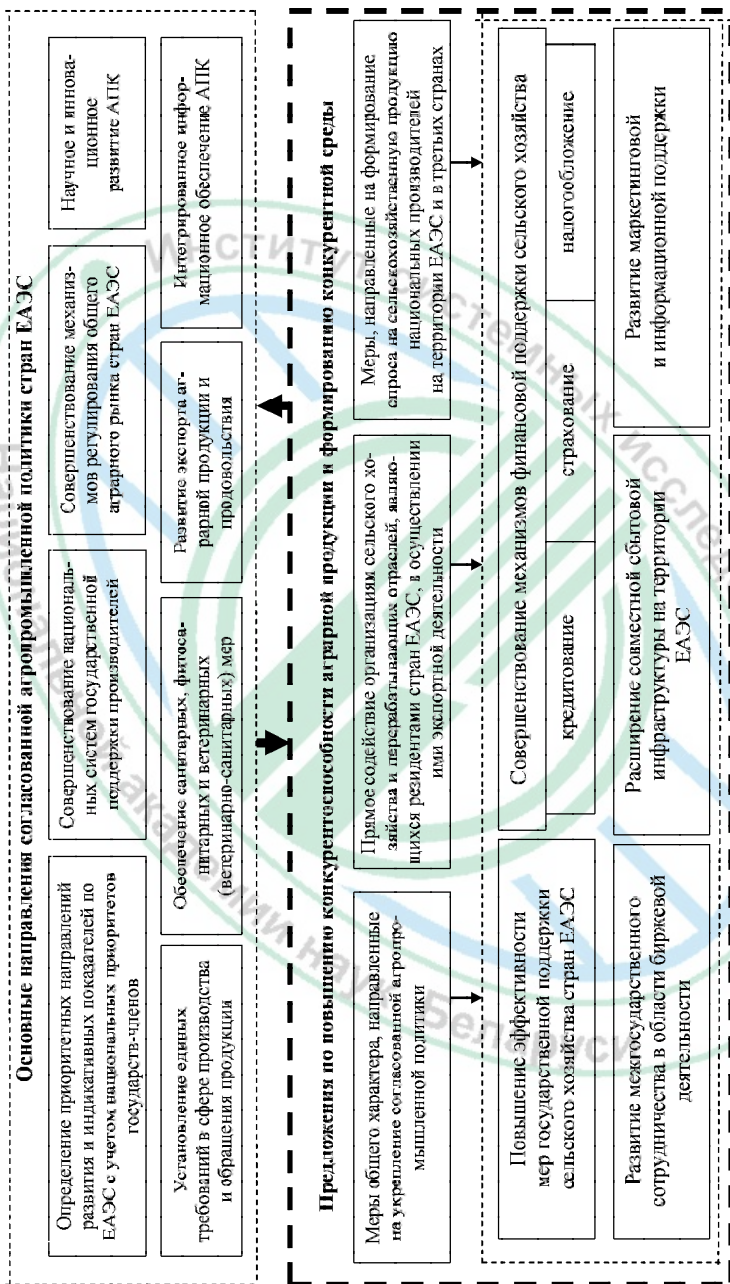 Основные направления согласованной агропромышленной политики стран ЕАЭС
Определение приоритетных направлений
развития и индикативных показателей по
ЕАЭС с учетом национальных приоритетов
государств-членов
Совершенствование националь-
ных систем государственной
поддержки производителей
Совершенствование механиз-
мов регулирования общего
аграрного рынка стран ЕАЭС
Научное и иннова-
ционное
развитие АПК
Установление единых
требований в сфере производства
и обращения продукции
Обеспечение санитарных, фитоса-
нитарных и ветеринарных
(ветеринарно-санитарных) мер
Развитие экспорта аг-
рарной продукции и
продовольствия
Интегрированное инфор-
мационное обеспечение АПК
Предложения по повышению конкурентоспособности аграрной продукции и формированию конкурентной среды
Меры общего характера, направленные
на укрепление согласованной агропро-
мышленной политики
Прямое содействие организациям сельского хо-
зяйства и перерабатывающих отраслей, являю-
щихся резидентами стран ЕАЭС, в осуществлении
ими экспортной деятельности
Меры, направленные на формирование
спроса на сельскохозяйственную продукцию
национальных производителей
на территории ЕАЭС и в третьих странах
Повышение эффективности
мер государственной поддержки
сельского хозяйства стран ЕАЭС
Совершенствование механизмов финансовой поддержки сельского хозяйства
кредитование
страхование
налогообложение
Развитие межгосударственного
сотрудничества в области биржевой
деятельности
Расширение совместной сбытовой
инфраструктуры на территории
ЕАЭС
Развитие маркетинговой
и информационной поддержки
Институт системных исслед
нальной академии наук Беларуси